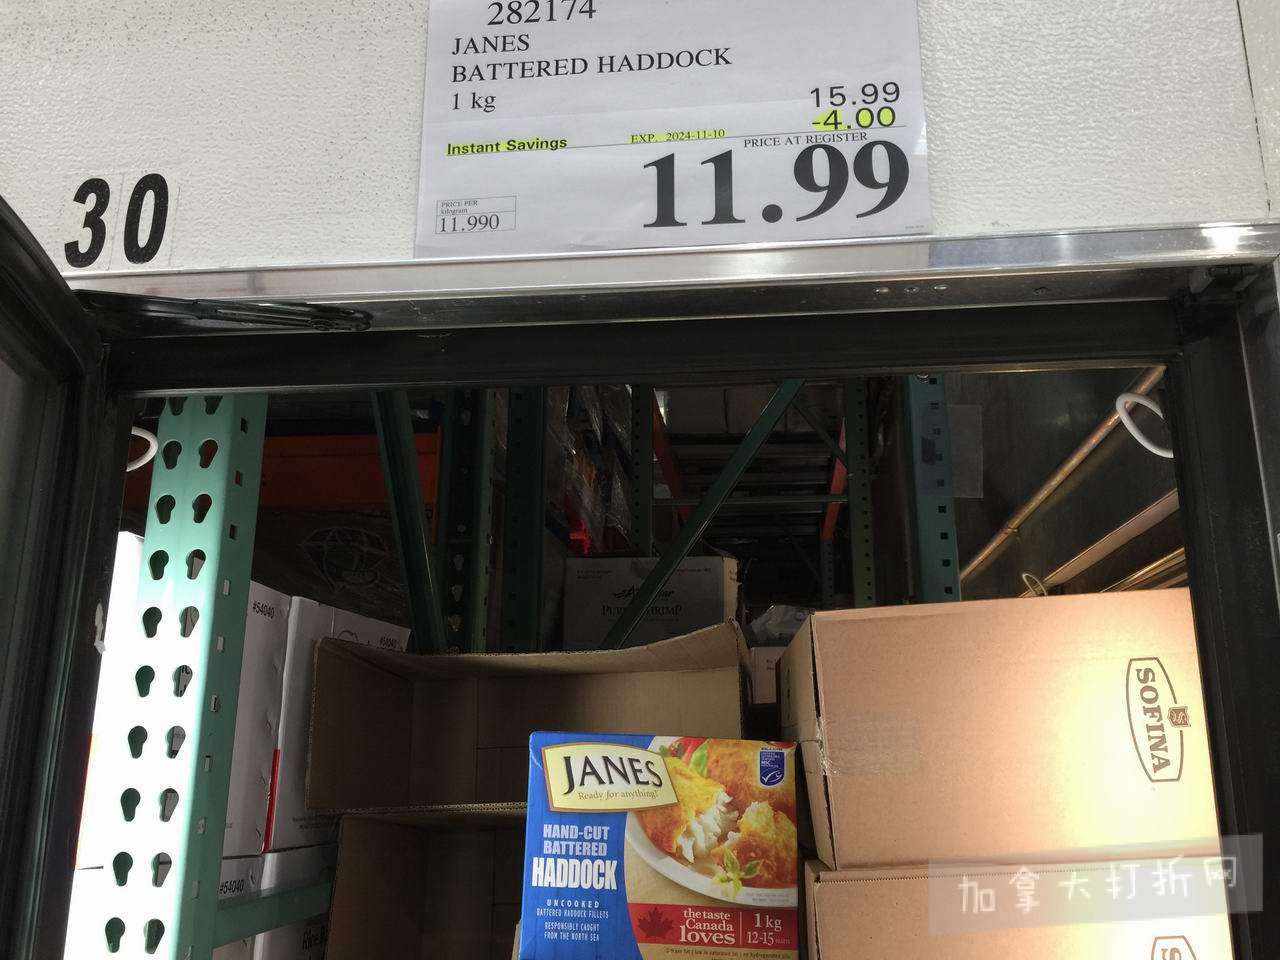 282174
JANES
BATTERED HADDOCK
1 kg
15.99
-4.00
Instant Savings
EXP. 2024-11-10
PRICE AT REGISTER
11.99
PRICE PER
kilogram
11.990
30
#54040
#54040
#54040
SHRIMP
SOFINA
JANES
Ready for anything!
HAND-CUT
BATTERED
HADDOCK
UNCOOKED
BATTERED HADDOCK FILLETS
RESPONSIBLY CAUGHT
FROM THE NORTH SEA
the taste
Canada
loves
1 kg
12-15
加拿大打折网